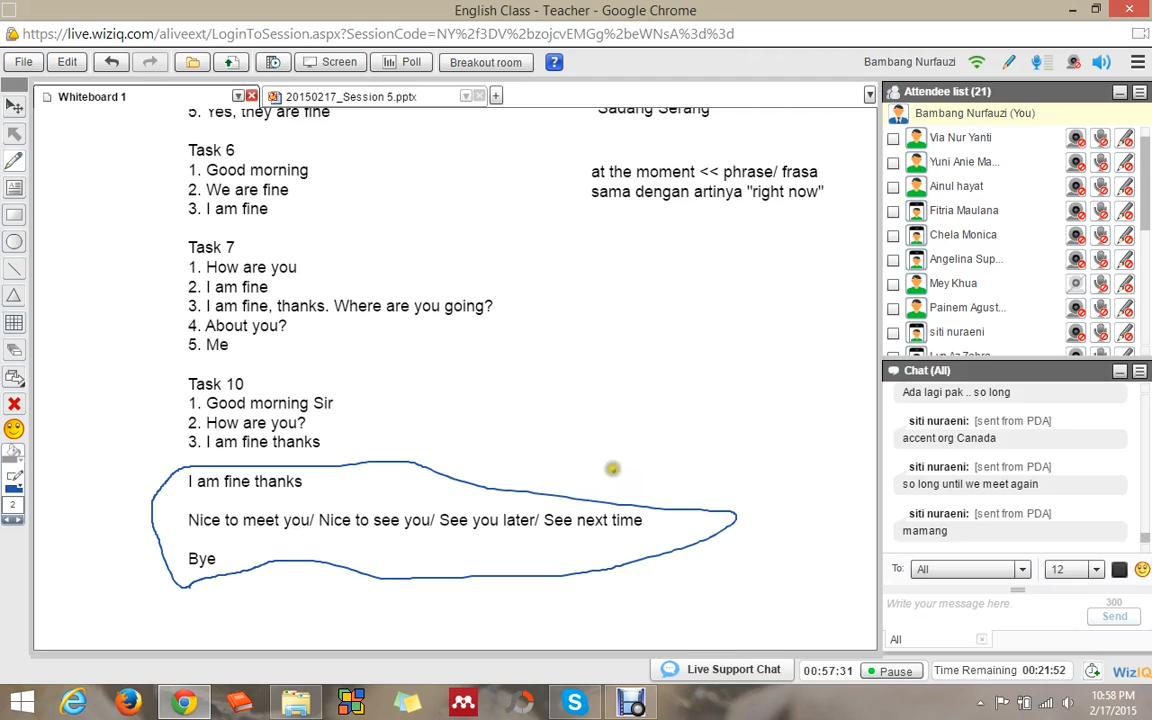 English Class - Teacher - Google Chrome
https://live.wiziq.com/aliveext/LoginToSession.aspx?SessionCode=NY%2f3DV%2bzojcvEMGg%2beWNsA%3d%3d
File Edit Screen Poll Breakout room ? Bambang Nurfauzi
Whiteboard 1 20150217_Session 5.pptx
5. Yes, they are fine
Sadang Serang
Task 6
1. Good morning
2. We are fine
3. I am fine
at the moment << phrase/ frasa
sama dengan artinya "right now"
Task 7
1. How are you
2. I am fine
3. I am fine, thanks. Where are you going?
4. About you?
5. Me
Task 10
1. Good morning Sir
2. How are you?
3. I am fine thanks
I am fine thanks
Nice to meet you/ Nice to see you/ See you later/ See next time
Bye
2
Attendee list (21)
Bambang Nurfauzi (You)
Via Nur Yanti
Yuni Anie Ma...
Ainul hayat
Fitria Maulana
Chela Monica
Angelina Sup...
Mey Khua
Painem Agust...
siti nuraeni
Chat (All)
Ada lagi pak .. so long
siti nuraeni: [sent from PDA]
accent org Canada
siti nuraeni: [sent from PDA]
so long until we meet again
siti nuraeni: [sent from PDA]
mamang
To: All 12
Write your message here.
300
Send
All
Live Support Chat 00:57:31 Pause Time Remaining 00:21:52 WizIQ
10:58 PM
2/17/2015